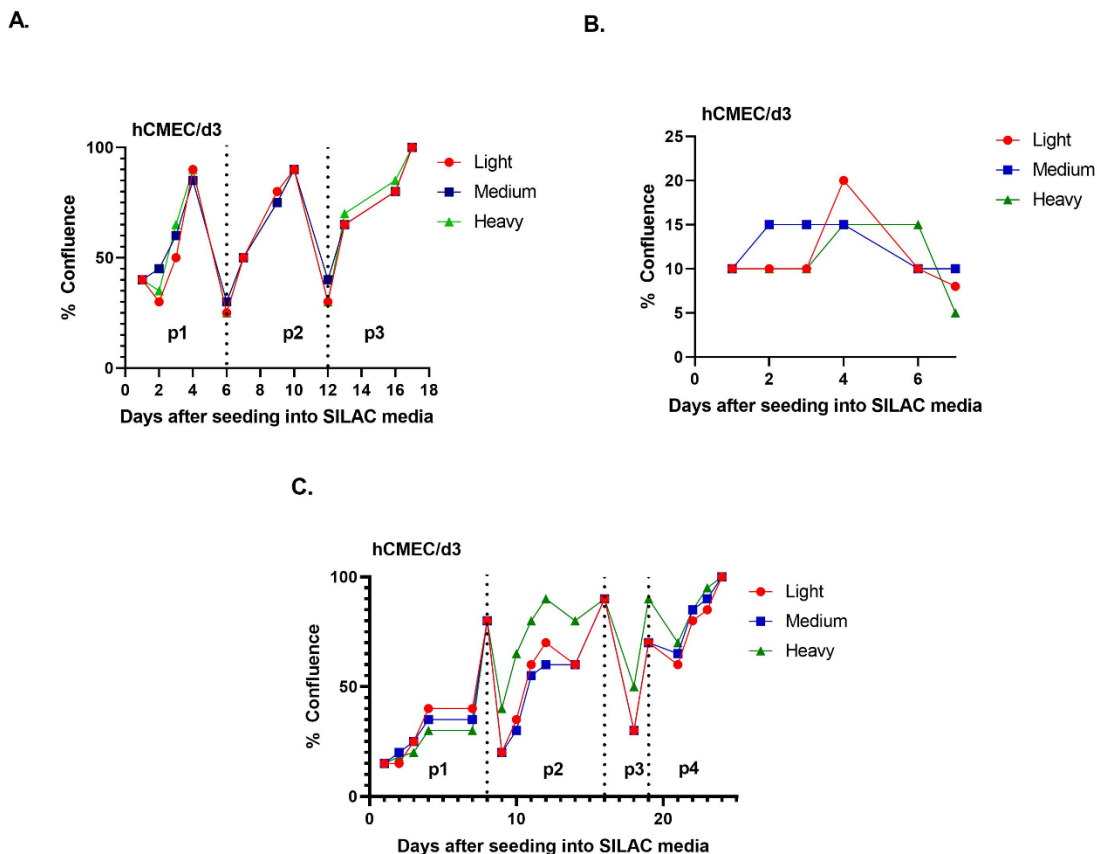 A.
hCMEC/d3
100
50
0
% Confluence
p1
p2
p3
0 2 4 6 8 10 12 14 16 18
Days after seeding into SILAC media
Light
Medium
Heavy
B.
hCMEC/d3
25
20
15
10
5
0
% Confluence
2 4 6
Days after seeding into SILAC media
Light
Medium
Heavy
C.
hCMEC/d3
100
50
0
% Confluence
p1
p2
p3
p4
0 10 20
Days after seeding into SILAC media
Light
Medium
Heavy